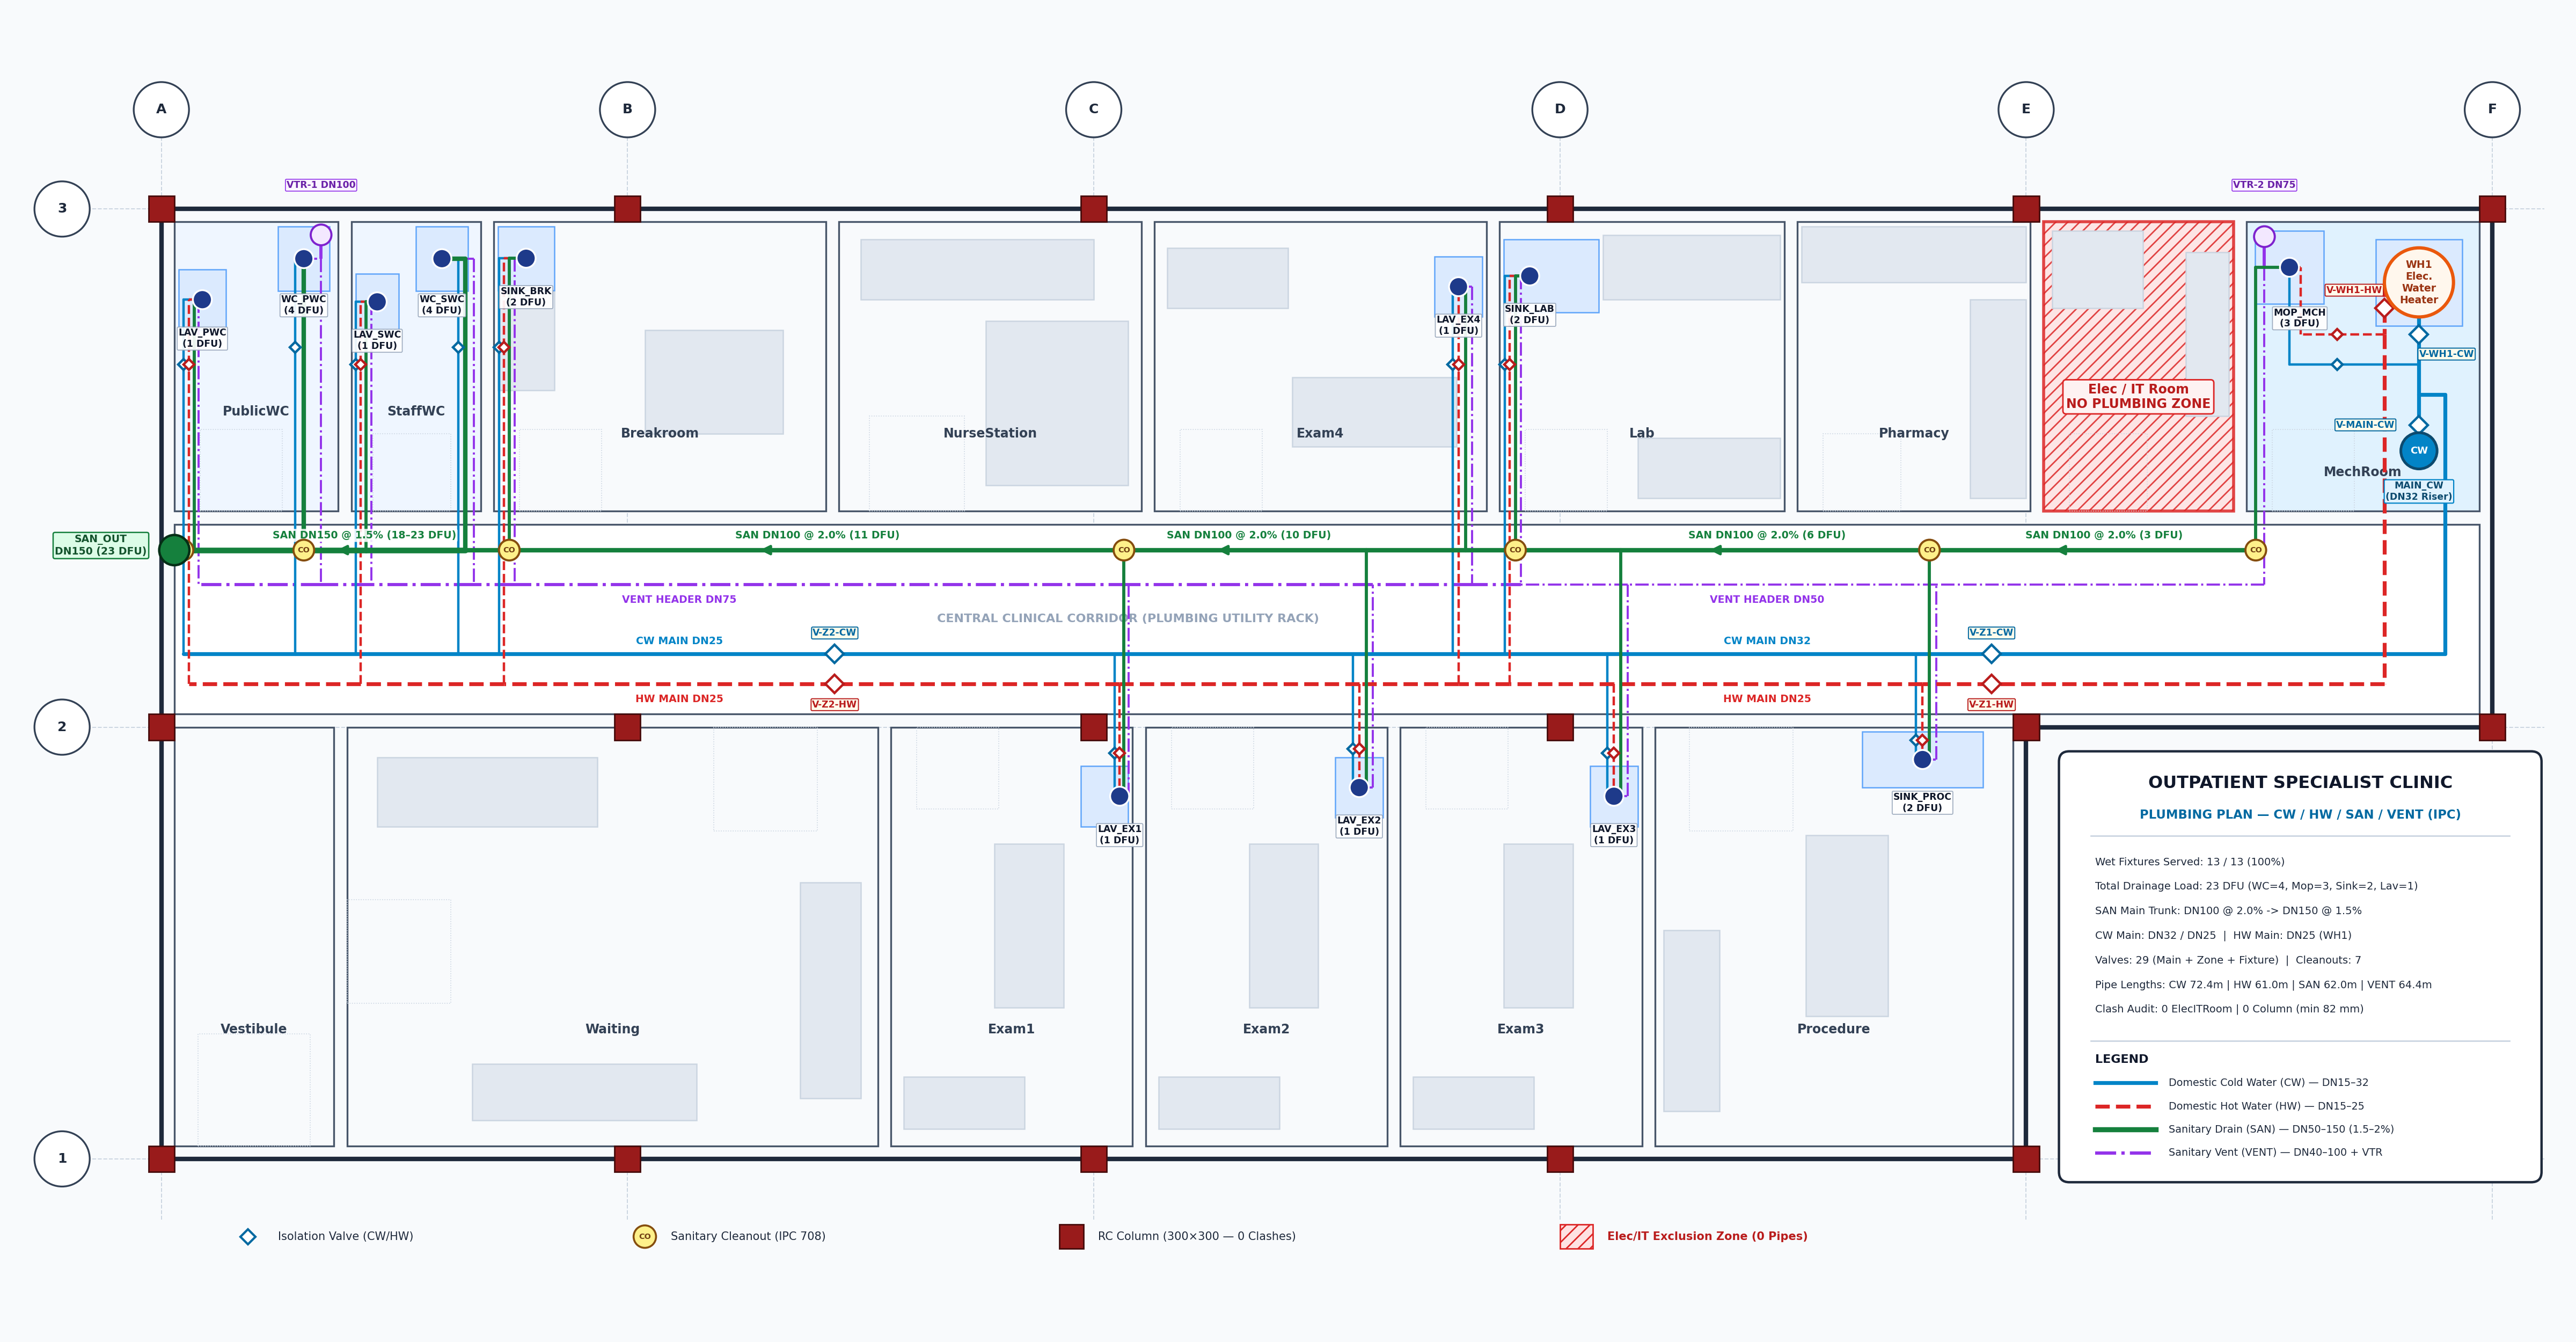 A
B
C
D
E
F
VTR-1 DN100
VTR-2 DN75
3
WH1
Elec.
Water
Heater
V-WH1-HW
SINK_BRK
(2 DFU)
WC_PWC
(4 DFU)
WC_SWC
(4 DFU)
LAV_PWC
(1 DFU)
LAV_SWC
(1 DFU)
LAV_EX4
(1 DFU)
SINK_LAB
(2 DFU)
MOP_MCH
(3 DFU)
V-WH1-CW
Elec / IT Room
NO PLUMBING ZONE
PublicWC
StaffWC
Breakroom
NurseStation
Exam4
Lab
Pharmacy
V-MAIN-CW
CW
MechRoom
MAIN_CW
(DN32 Riser)
SAN_OUT
DN150 (23 DFU)
SAN DN150 @ 1.5% (18–23 DFU)
SAN DN100 @ 2.0% (11 DFU)
SAN DN100 @ 2.0% (10 DFU)
SAN DN100 @ 2.0% (6 DFU)
SAN DN100 @ 2.0% (3 DFU)
CO
CO
CO
CO
CO
CO
VENT HEADER DN75
VENT HEADER DN50
CENTRAL CLINICAL CORRIDOR (PLUMBING UTILITY RACK)
CW MAIN DN25
V-Z2-CW
CW MAIN DN32
V-Z1-CW
HW MAIN DN25
V-Z2-HW
HW MAIN DN25
V-Z1-HW
2
LAV_EX1
(1 DFU)
LAV_EX2
(1 DFU)
LAV_EX3
(1 DFU)
SINK_PROC
(2 DFU)
Vestibule
Waiting
Exam1
Exam2
Exam3
Procedure
1
OUTPATIENT SPECIALIST CLINIC
PLUMBING PLAN — CW / HW / SAN / VENT (IPC)
Wet Fixtures Served: 13 / 13 (100%)
Total Drainage Load: 23 DFU (WC=4, Mop=3, Sink=2, Lav=1)
SAN Main Trunk: DN100 @ 2.0% -> DN150 @ 1.5%
CW Main: DN32 / DN25 | HW Main: DN25 (WH1)
Valves: 29 (Main + Zone + Fixture) | Cleanouts: 7
Pipe Lengths: CW 72.4m | HW 61.0m | SAN 62.0m | VENT 64.4m
Clash Audit: 0 ElecITRoom | 0 Column (min 82 mm)
LEGEND
Domestic Cold Water (CW) — DN15–32
Domestic Hot Water (HW) — DN15–25
Sanitary Drain (SAN) — DN50–150 (1.5–2%)
Sanitary Vent (VENT) — DN40–100 + VTR
Isolation Valve (CW/HW)
CO
Sanitary Cleanout (IPC 708)
RC Column (300×300 — 0 Clashes)
Elec/IT Exclusion Zone (0 Pipes)